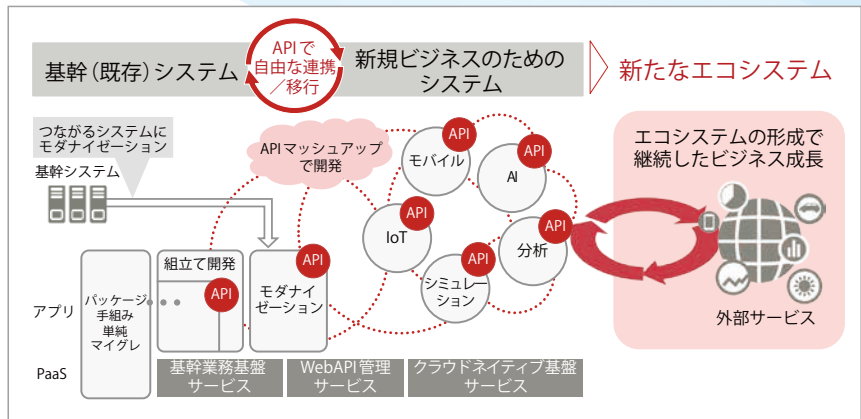 基幹（既存）システム
APIで
自由な連携
／移行
新規ビジネスのための
システム
新たなエコシステム
つながるシステムに
モダナイゼーション
基幹システム
APIマッシュアップ
で開発
モバイル
API
AI
API
IoT
API
分析
API
シミュレー
ション
API
エコシステムの形成で
継続したビジネス成長
外部サービス
アプリ
パッケージ
手組み
単純
マイグレ
組立て開発
API
モダナイ
ゼーション
API
PaaS
基幹業務基盤
サービス
WebAPI管理
サービス
クラウドネイティブ基盤
サービス